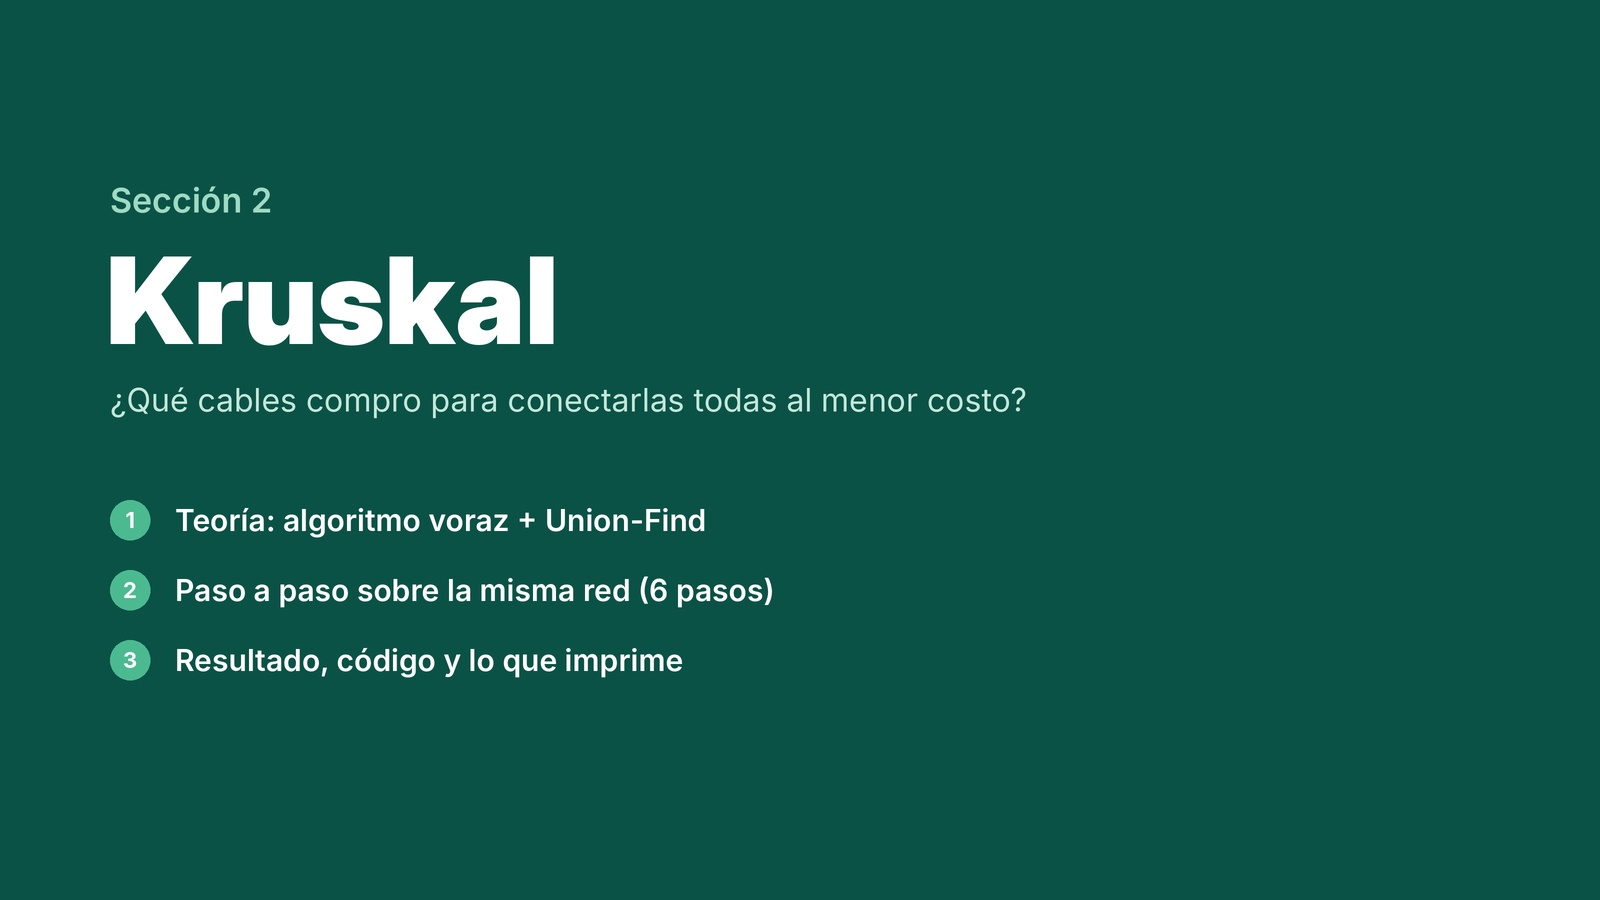 Sección 2
Kruskal
¿Qué cables compro para conectarlas todas al menor costo?
1 Teoría: algoritmo voraz + Union-Find
2 Paso a paso sobre la misma red (6 pasos)
3 Resultado, código y lo que imprime